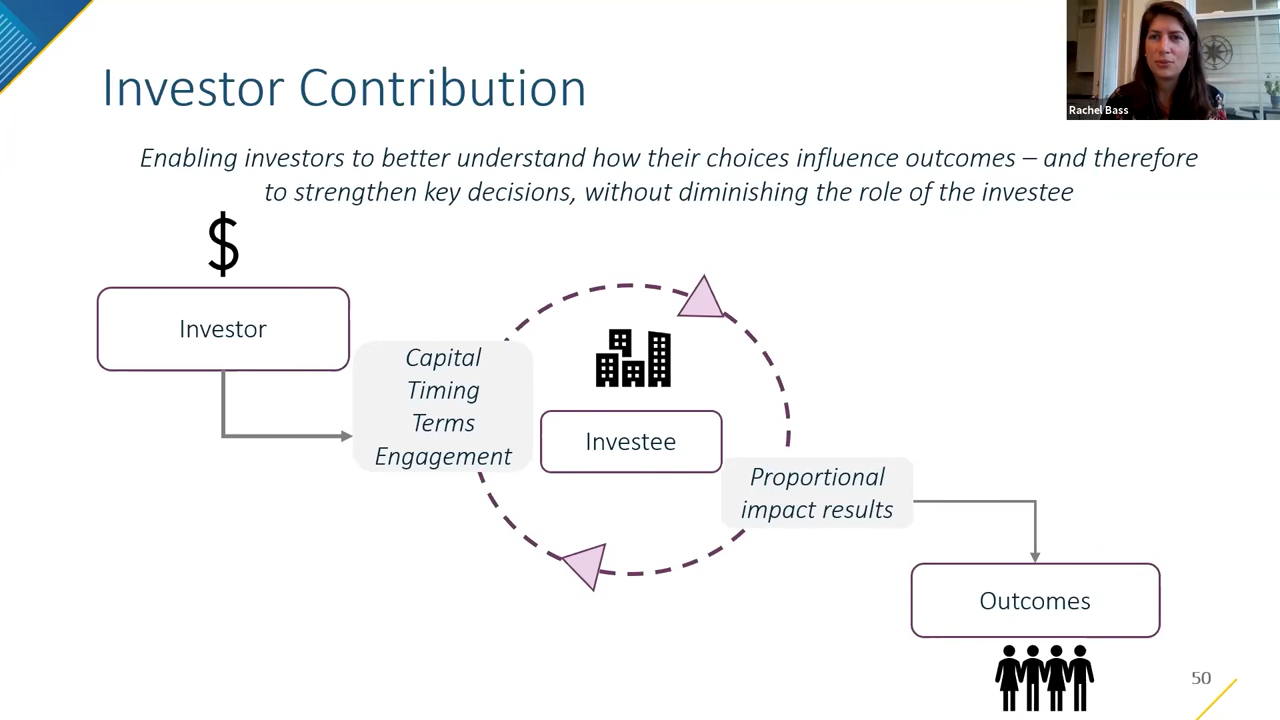 Investor Contribution
Rachel Bass
Enabling investors to better understand how their choices influence outcomes – and therefore
to strengthen key decisions, without diminishing the role of the investee
$
Investor
Capital
Timing
Terms
Engagement
Investee
Proportional
impact results
Outcomes
50